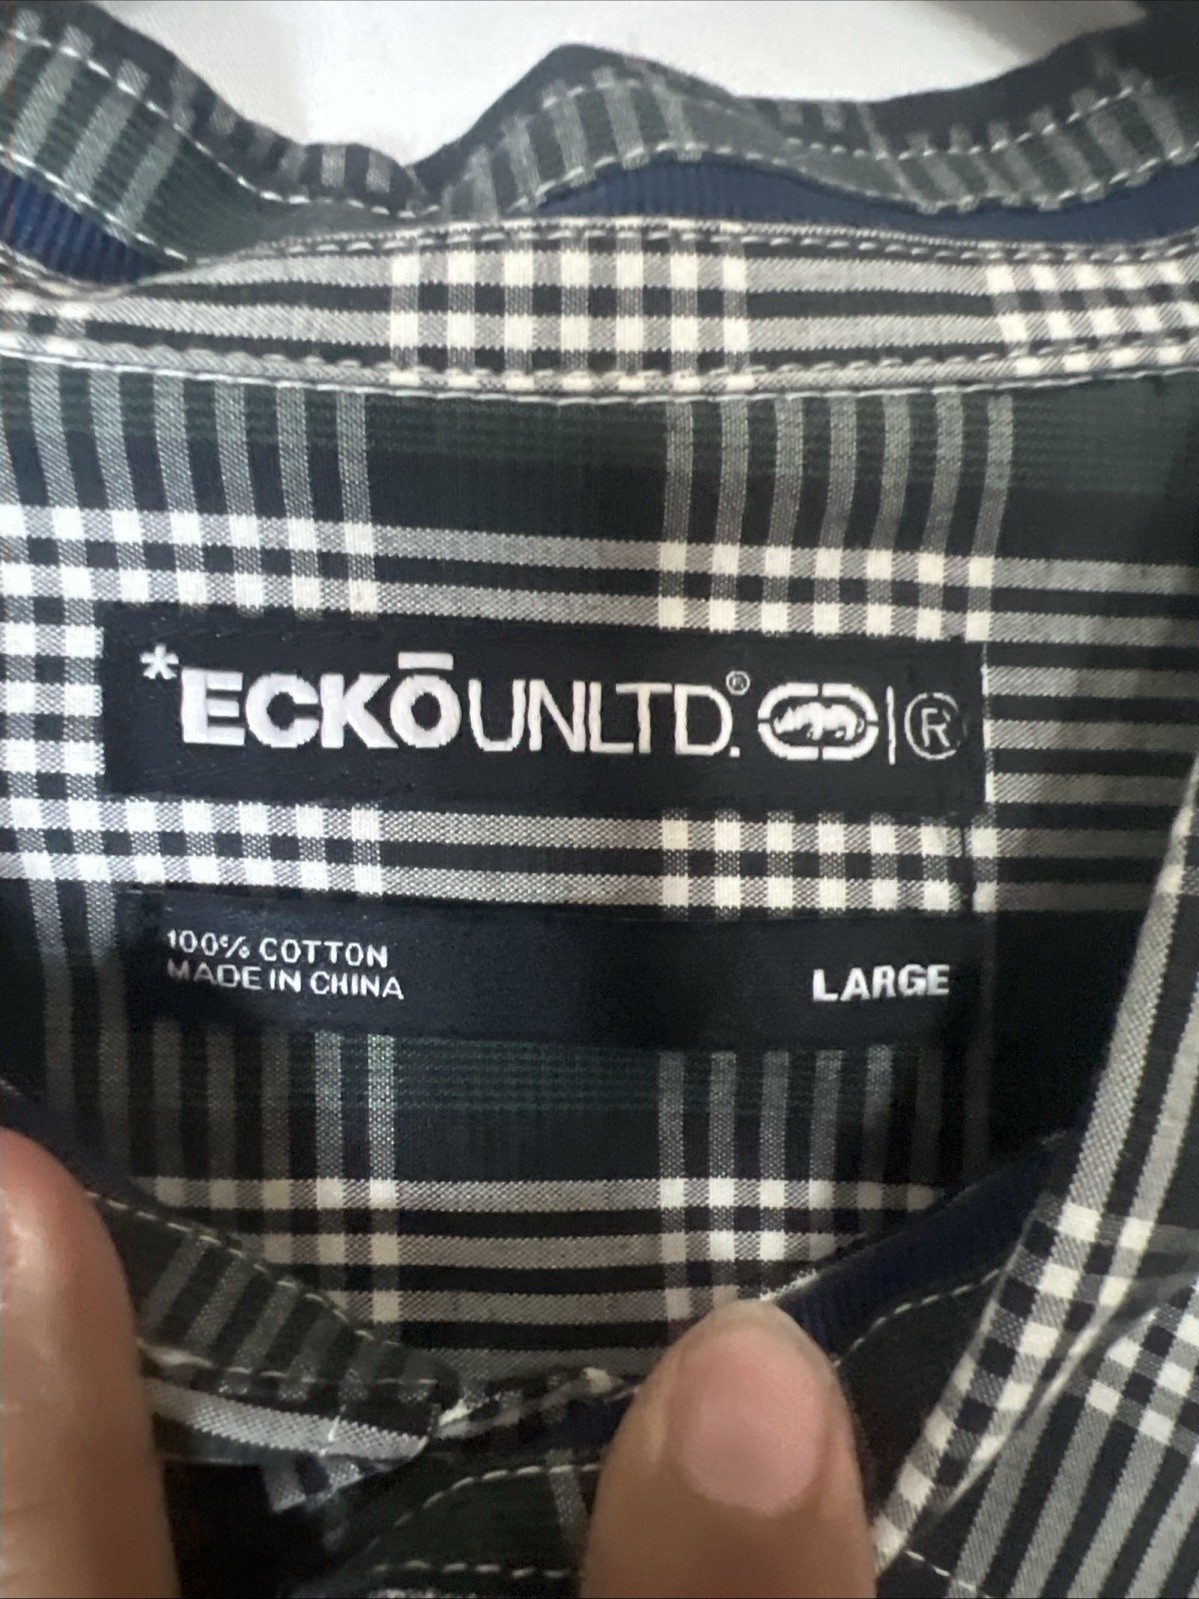 *ECKŌUNLTD.® | ®
100% COTTON
MADE IN CHINA
LARGE